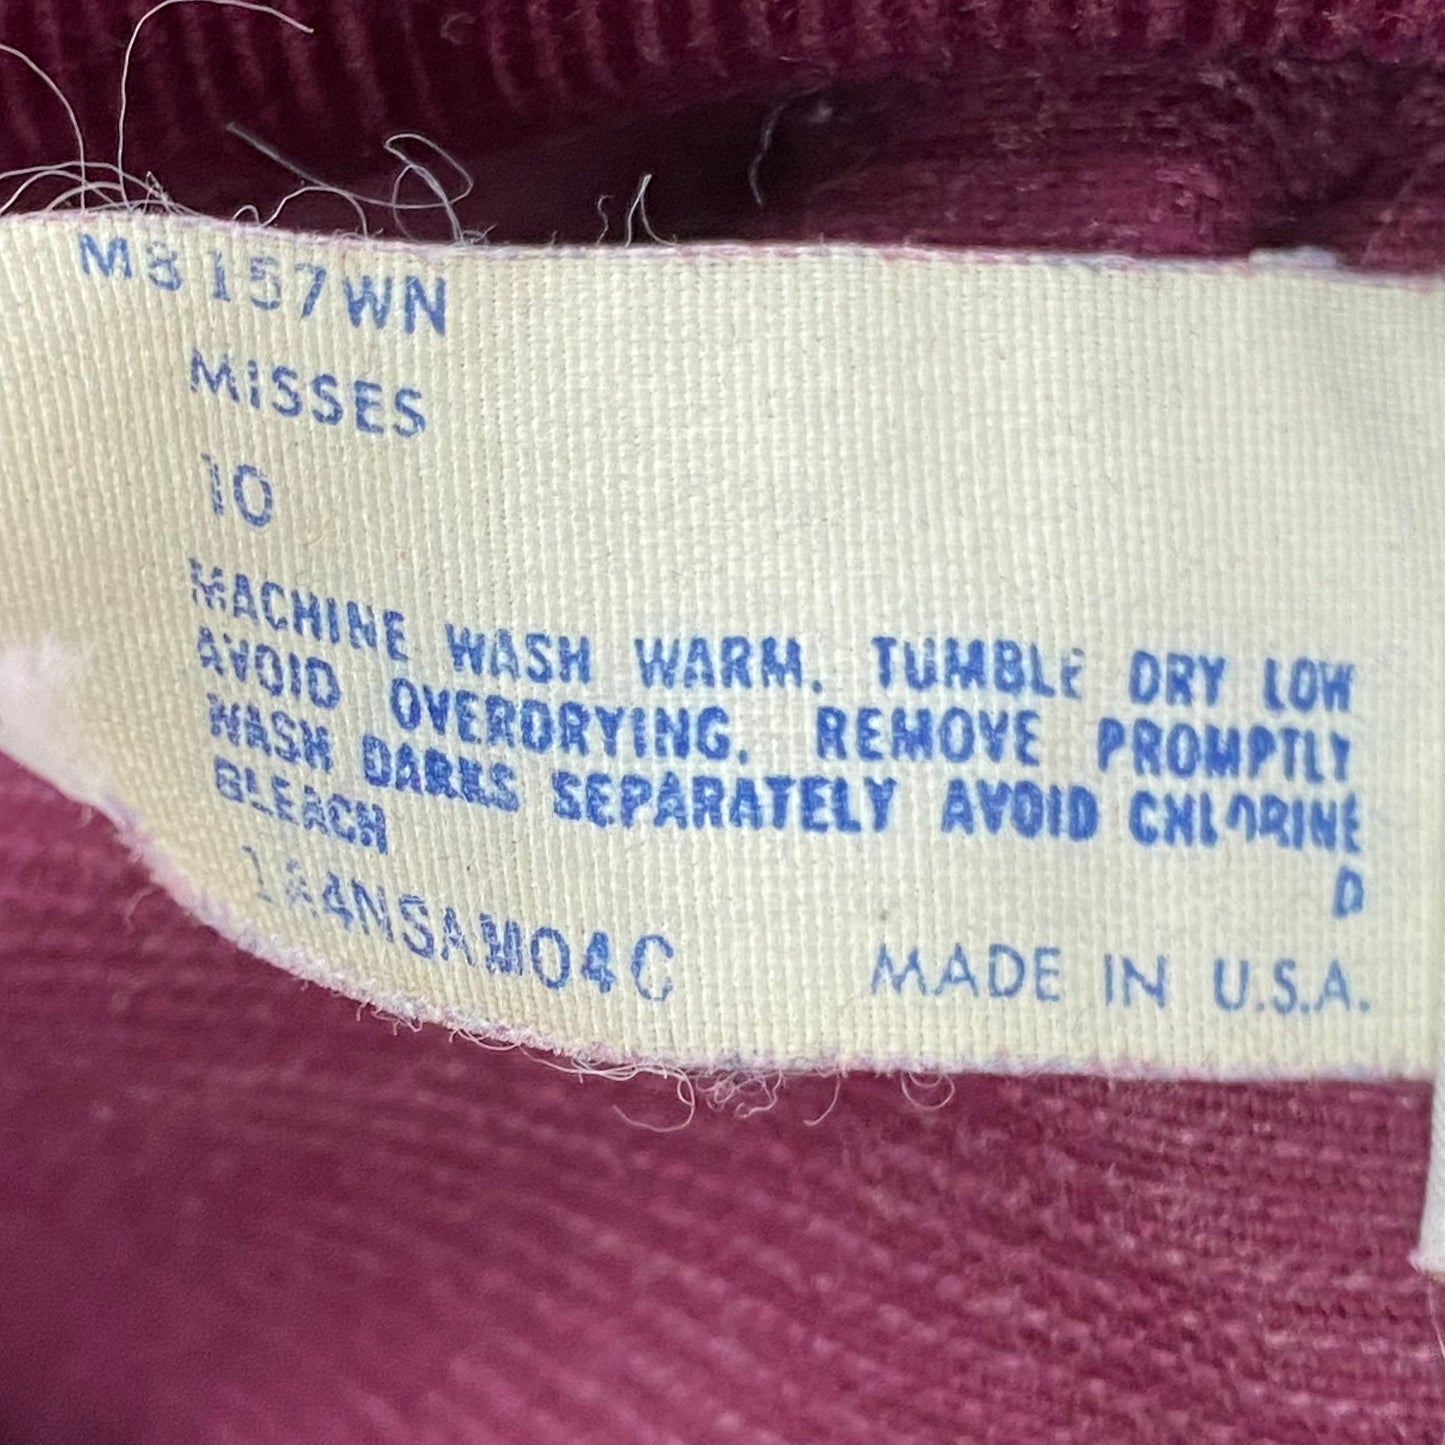 M8157WN
MISSES
10
MACHINE WASH WARM. TUMBLE DRY LOW
AVOID OVERDRYING. REMOVE PROMPTLY
WASH DARKS SEPARATELY AVOID CHLORINE
BLEACH
D
MADE IN U.S.A.